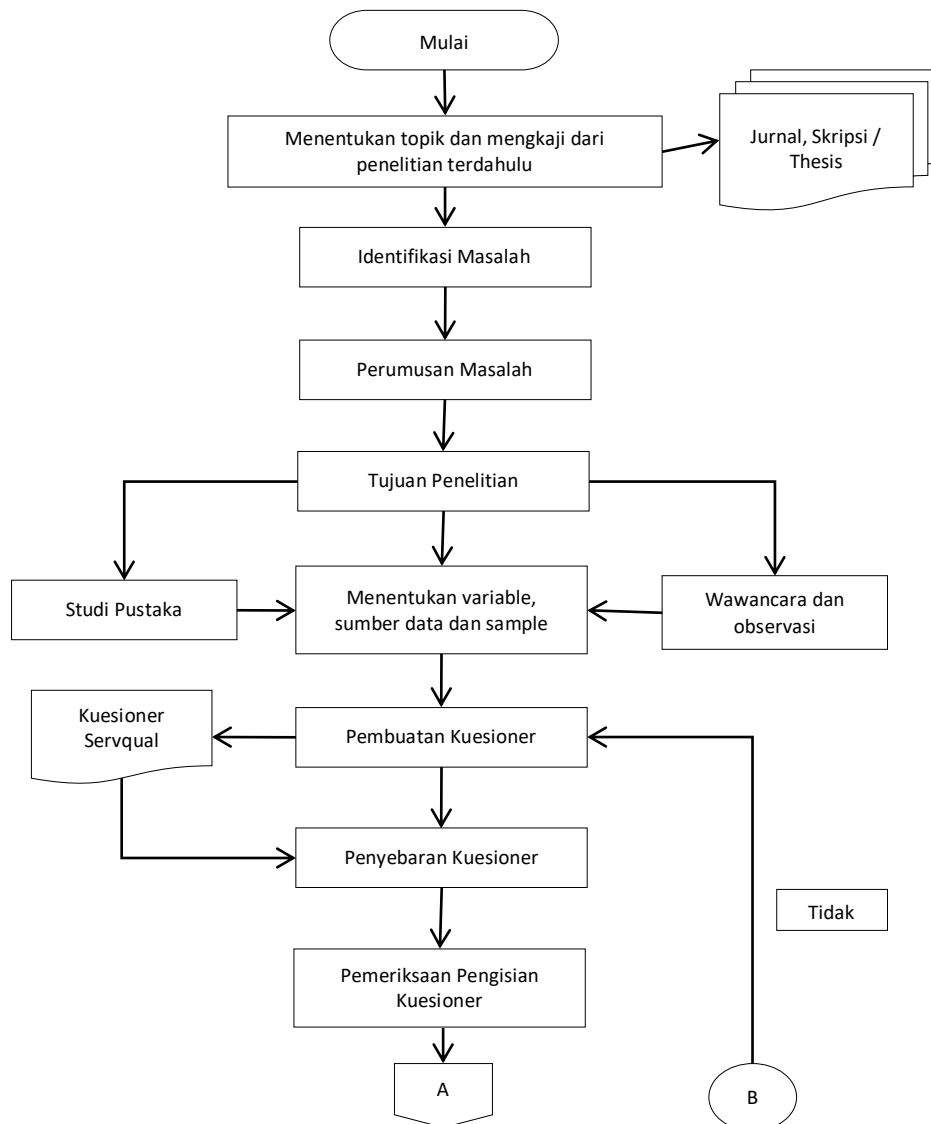 Mulai
Menentukan topik dan mengkaji dari
penelitian terdahulu
Jurnal, Skripsi /
Thesis
Identifikasi Masalah
Perumusan Masalah
Tujuan Penelitian
Studi Pustaka
Menentukan variable,
sumber data dan sample
Wawancara dan
observasi
Kuesioner
Servqual
Pembuatan Kuesioner
Penyebaran Kuesioner
Tidak
Pemeriksaan Pengisian
Kuesioner
A
B